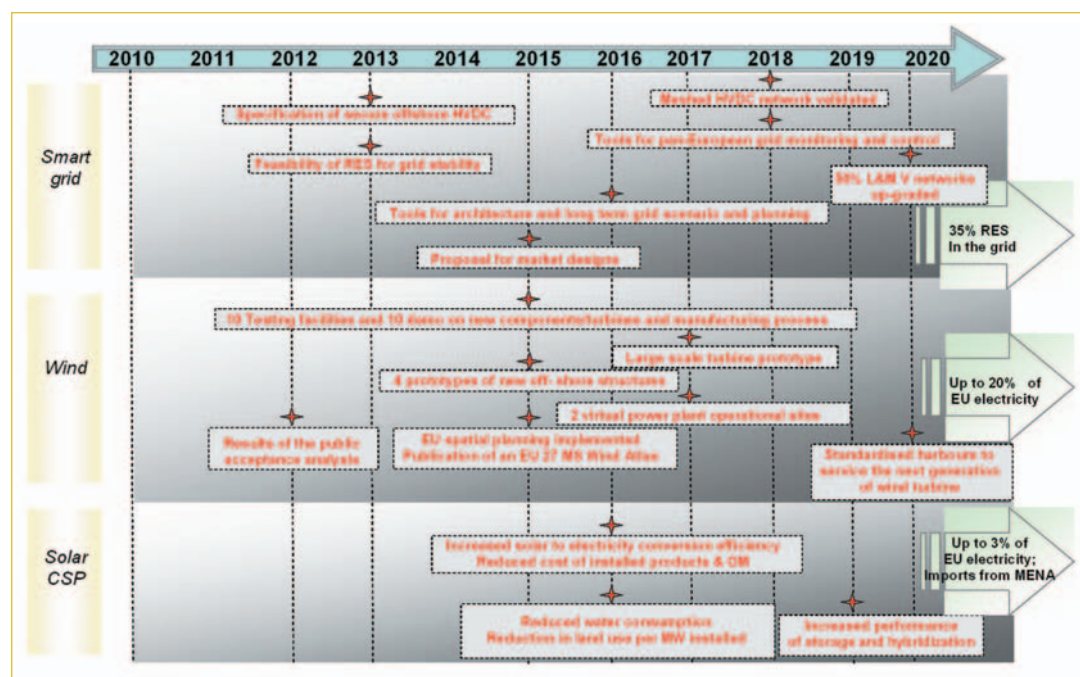 2010 2011 2012 2013 2014 2015 2016 2017 2018 2019 2020
Smart
grid
Specification of secure offshore HVDC
Meshed HVDC network validated
Tools for pan-European grid monitoring and control
Feasibility of RES for grid stability
50% L&M V networks
up-graded
Tools for architecture and long term grid scenario and planning
Proposal for market designs
35% RES
In the grid
Wind
10 Testing facilities and 10 demo on new components/turbines and manufacturing process
Large scale turbine prototype
4 prototypes of new off- shore structures
2 virtual power plant operational sites
Results of the public
acceptance analysis
EU-spatial planning implemented
Publication of an EU 27 MS Wind Atlas
Standardised harbours to
service the next generation
of wind turbine
Up to 20% of
EU electricity
Solar
CSP
Increased solar to electricity conversion efficiency
Reduced cost of installed products & OM
Reduced water consumption
Reduction in land use per MW installed
Increased performance
of storage and hybridization
Up to 3% of
EU electricity;
Imports from MENA